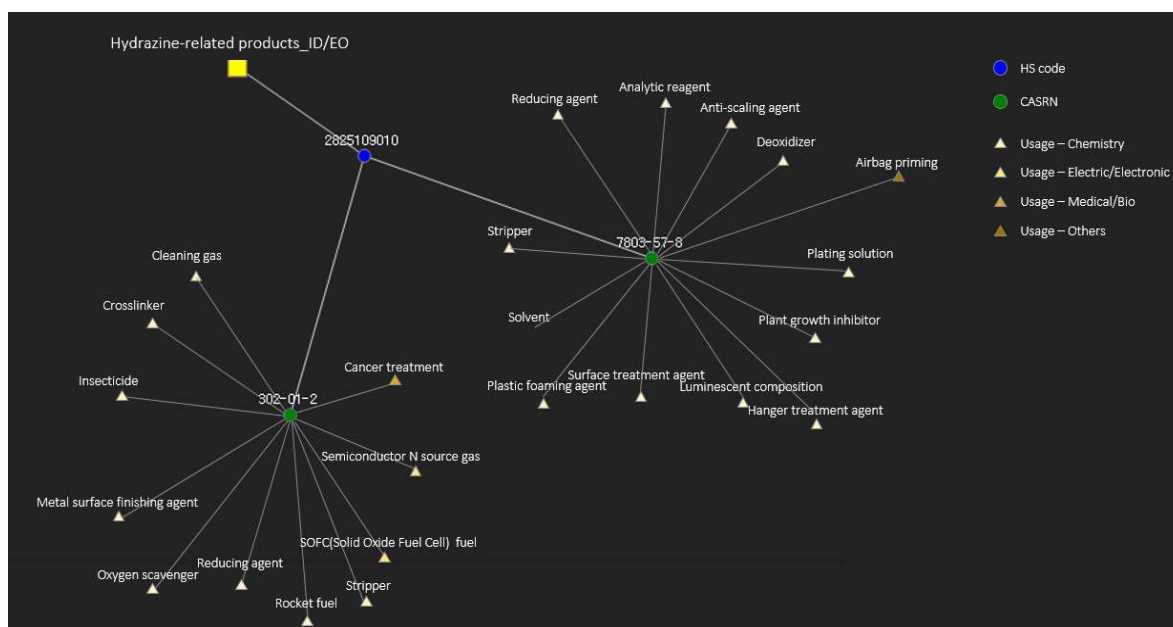 Hydrazine-related products_ID/EO
2825109010
HS code
CASRN
Usage – Chemistry
Usage – Electric/Electronic
Usage – Medical/Bio
Usage – Others
Reducing agent
Analytic reagent
Anti-scaling agent
Deoxidizer
Airbag priming
Stripper
7803-57-8
Plating solution
Solvent
Plant growth inhibitor
Plastic foaming agent
Surface treatment agent
Luminescent composition
Hanger treatment agent
Cleaning gas
Crosslinker
Insecticide
Cancer treatment
302-01-2
Semiconductor N source gas
Metal surface finishing agent
SOFC(Solid Oxide Fuel Cell) fuel
Oxygen scavenger
Reducing agent
Stripper
Rocket fuel